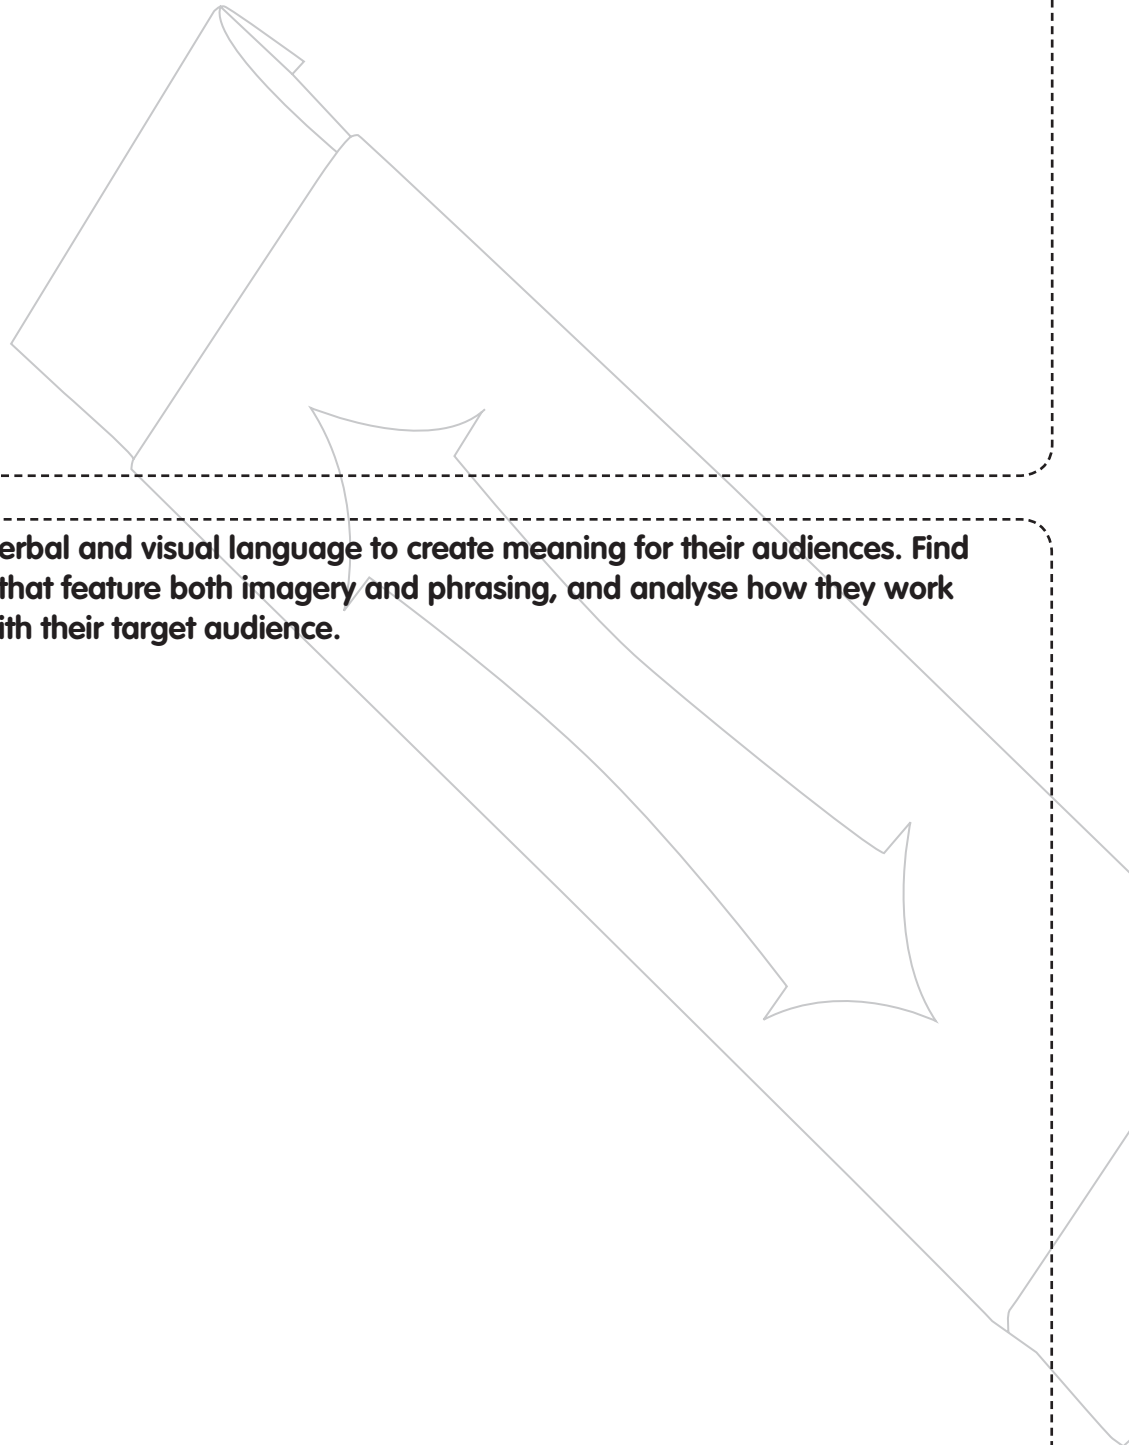 erbal and visual language to create meaning for their audiences. Find
that feature both imagery and phrasing, and analyse how they work
ith their target audience.